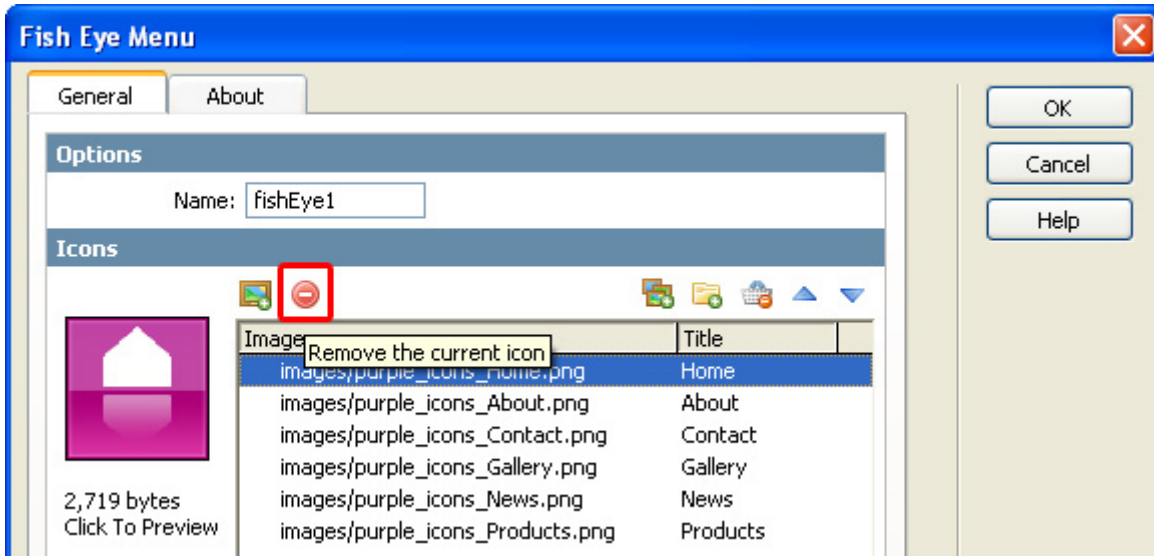 Fish Eye Menu
General About
OK
Options
Cancel
Name: fishEye1
Help
Icons
Image Title
Remove the current icon
images/purple_icons_Home.png Home
images/purple_icons_About.png About
images/purple_icons_Contact.png Contact
images/purple_icons_Gallery.png Gallery
2,719 bytes
images/purple_icons_News.png News
Click To Preview
images/purple_icons_Products.png Products